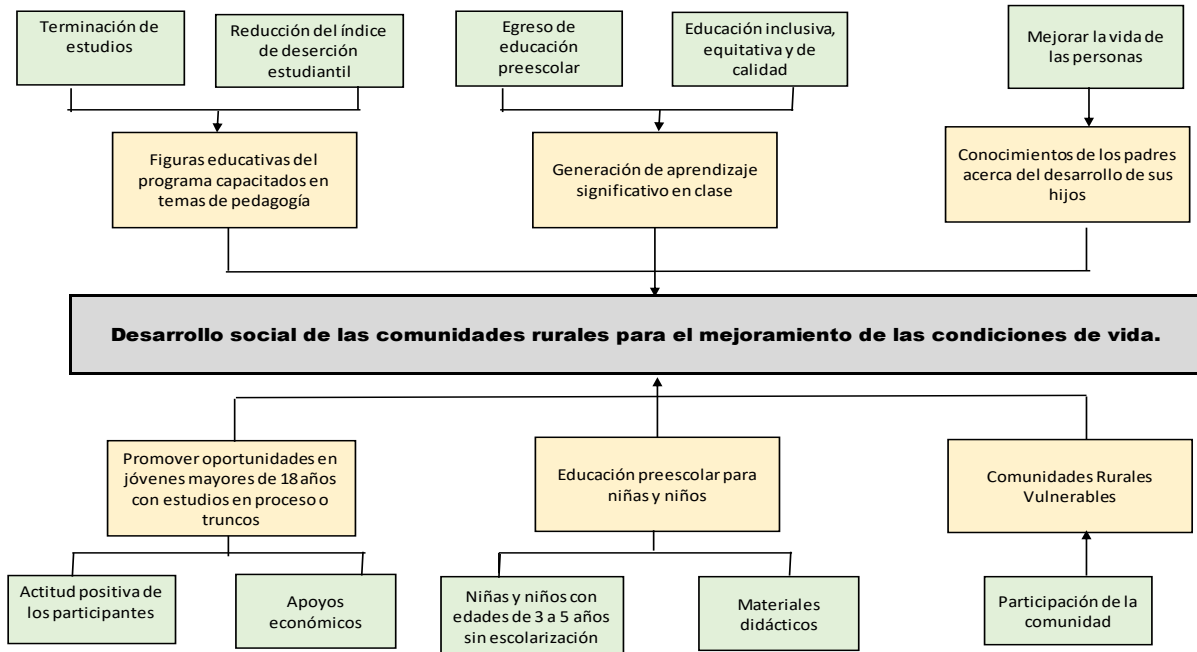 Terminación de
estudios
Reducción del índice
de deserción
estudiantil
Egreso de
educación
preescolar
Educación inclusiva,
equitativa y de
calidad
Mejorar la vida de
las personas
Figuras educativas del
programa capacitados en
temas de pedagogía
Generación de aprendizaje
significativo en clase
Conocimientos de los padres
acerca del desarrollo de sus
hijos
Desarrollo social de las comunidades rurales para el mejoramiento de las condiciones de vida.
Promover oportunidades en
jóvenes mayores de 18 años
con estudios en proceso o
truncos
Educación preescolar para
niñas y niños
Comunidades Rurales
Vulnerables
Actitud positiva de
los participantes
Apoyos
económicos
Niñas y niños con
edades de 3 a 5 años
sin escolarización
Materiales
didácticos
Participación de la
comunidad